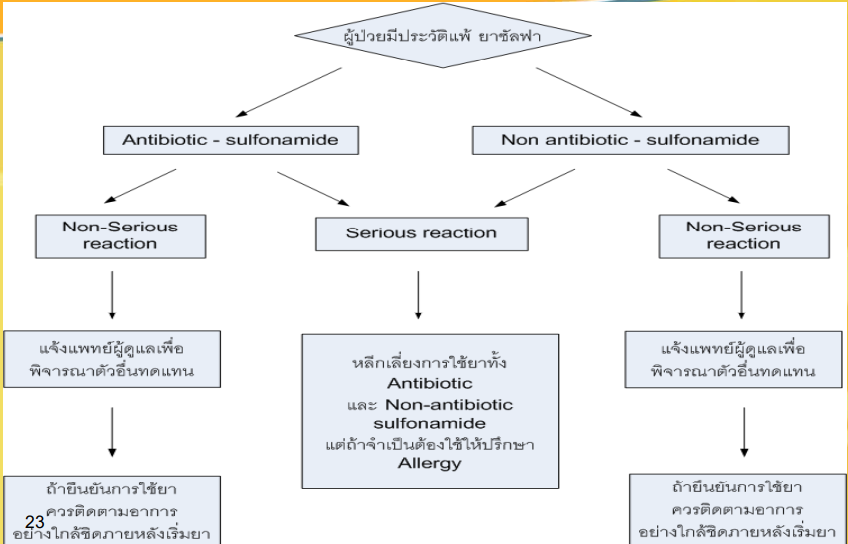 ผู้ป่วยมีประวัติแพ้ ยาซัลฟา
Antibiotic - sulfonamide
Non antibiotic - sulfonamide
Non-Serious
reaction
Serious reaction
Non-Serious
reaction
แจ้งแพทย์ผู้ดูแลเพื่อ
พิจารณาตัวอื่นทดแทน
หลีกเลี่ยงการใช้ยาทั้ง
Antibiotic
และ Non-antibiotic
sulfonamide
แต่ถ้าจำเป็นต้องใช้ให้ปรึกษา
Allergy
แจ้งแพทย์ผู้ดูแลเพื่อ
พิจารณาตัวอื่นทดแทน
ถ้ายืนยันการใช้ยา
ควรติดตามอาการ
อย่างใกล้ชิดภายหลังเริ่มยา
ถ้ายืนยันการใช้ยา
ควรติดตามอาการ
อย่างใกล้ชิดภายหลังเริ่มยา
23